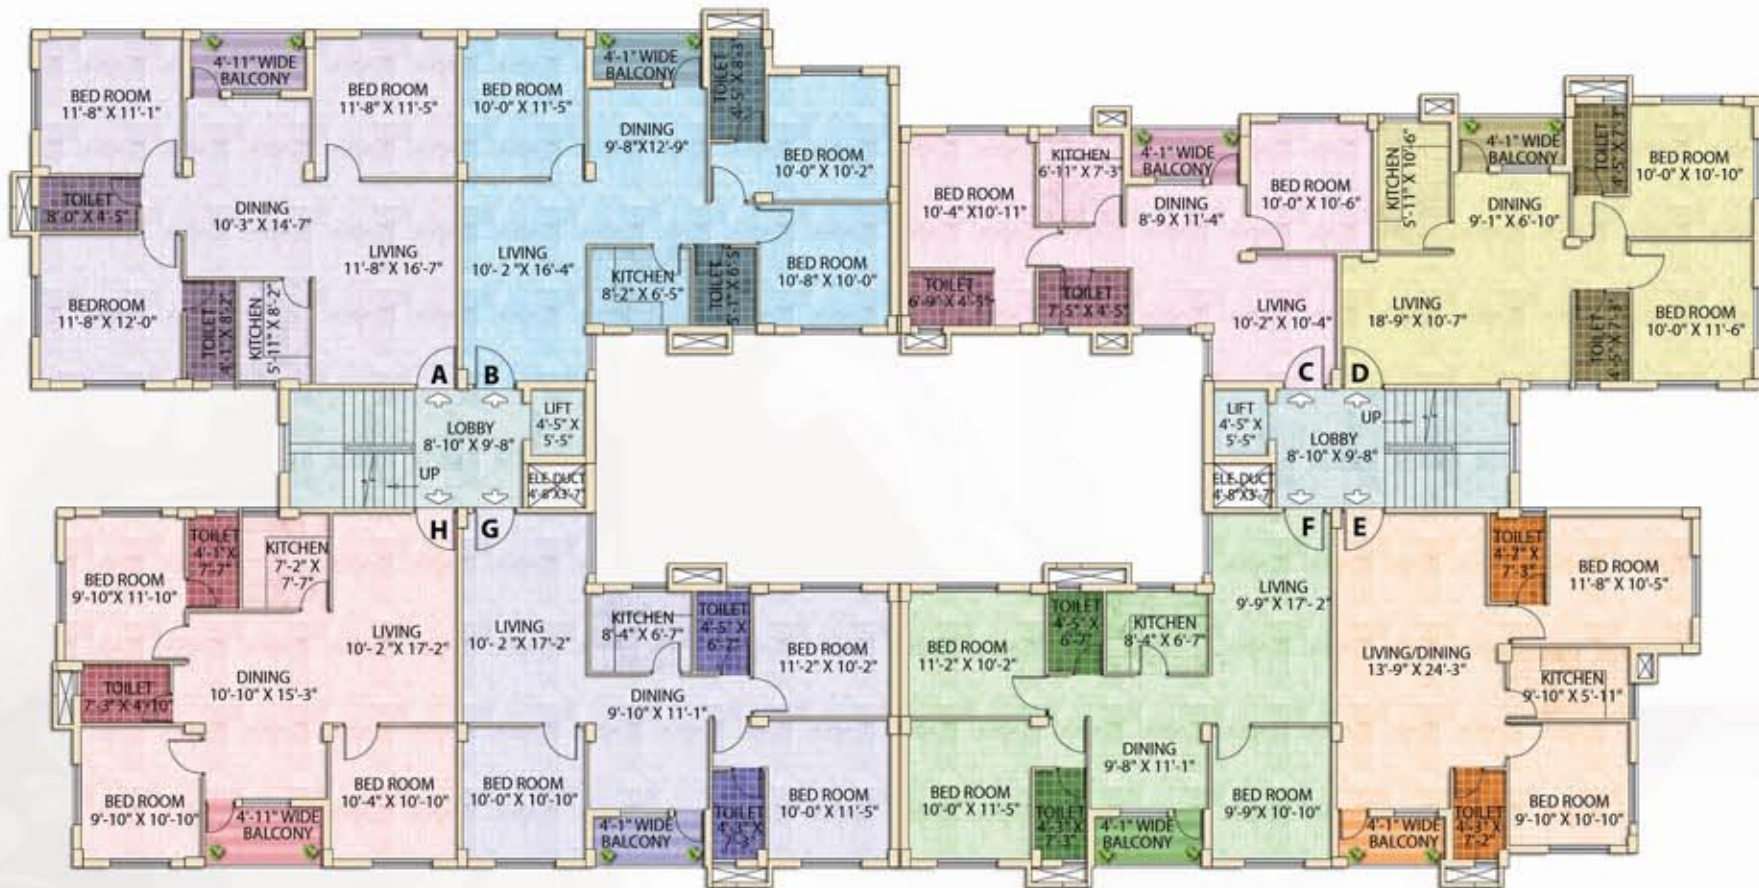 BED ROOM
11'-8" X 11'-1"
4'-11" WIDE
BALCONY
BED ROOM
11'-8" X 11'-5"
DINING
10'-3" X 14'-7"
TOILET
8'-0" X 4'-5"
LIVING
11'-8" X 16'-7"
BEDROOM
11'-8" X 12'-0"
TOILET
4'-1" X 8'-2"
KITCHEN
5'-11" X 8'-2"
A
BED ROOM
10'-0" X 11'-5"
4'-1" WIDE
BALCONY
TOILET
4'-5" X 8'-3"
DINING
9'-8"X12'-9"
BED ROOM
10'-0" X 10'-2"
LIVING
10'- 2 "X 16'-4"
KITCHEN
8'-2" X 6'-5"
TOILET
5'-1" X 6'-5"
BED ROOM
10'-8" X 10'-0"
B
BED ROOM
10'-4" X10'-11"
KITCHEN
6'-11" X 7'-3"
4'-1" WIDE
BALCONY
DINING
8'-9 X 11'-4"
BED ROOM
10'-0" X 10'-6"
TOILET
6'-9" X 4'-5"
TOILET
7'-5" X 4'-5"
LIVING
10'-2" X 10'-4"
C
KITCHEN
5'-11" X 10'-6"
4'-1" WIDE
BALCONY
TOILET
4'-5" X 7'-3"
BED ROOM
10'-0" X 10'-10"
DINING
9'-1" X 6'-10"
LIVING
18'-9" X 10'-7"
TOILET
4'-5" X 7'-3"
BED ROOM
10'-0" X 11'-6"
D
LOBBY
8'-10" X 9'-8"
LIFT
4'-5" X
5'-5"
UP
ELE.DUCT
4'-8"X3'-7"
LIFT
4'-5" X
5'-5"
UP
LOBBY
8'-10" X 9'-8"
ELE.DUCT
4'-8"X3'-7"
H
BED ROOM
9'-10"X 11'-10"
TOILET
4'-1" X
7'-7"
KITCHEN
7'-2" X
7'-7"
LIVING
10'- 2 "X 17'-2"
DINING
10'-10" X 15'-3"
TOILET
7'-3" X 4'-10"
BED ROOM
9'-10" X 10'-10"
4'-11" WIDE
BALCONY
BED ROOM
10'-4" X 10'-10"
G
LIVING
10'- 2 "X 17'-2"
KITCHEN
8'-4" X 6'-7"
TOILET
4'-5" X
6'-7"
BED ROOM
11'-2" X 10'-2"
DINING
9'-10" X 11'-1"
BED ROOM
10'-0" X 10'-10"
4'-1" WIDE
BALCONY
TOILET
4'-3" X
7'-3"
BED ROOM
10'-0" X 11'-5"
F
BED ROOM
11'-2" X 10'-2"
TOILET
4'-5" X
6'-7"
KITCHEN
8'-4" X 6'-7"
LIVING
9'-9" X 17'- 2"
DINING
9'-8" X 11'-1"
BED ROOM
10'-0" X 11'-5"
TOILET
4'-3" X
7'-3"
4'-1" WIDE
BALCONY
BED ROOM
9'-9"X 10'-10"
E
TOILET
4'-7" X
7'-3"
BED ROOM
11'-8" X 10'-5"
LIVING/DINING
13'-9" X 24'-3"
KITCHEN
9'-10" X 5'-11"
4'-1" WIDE
BALCONY
TOILET
4'-3" X
7'-2"
BED ROOM
9'-10" X 10'-10"